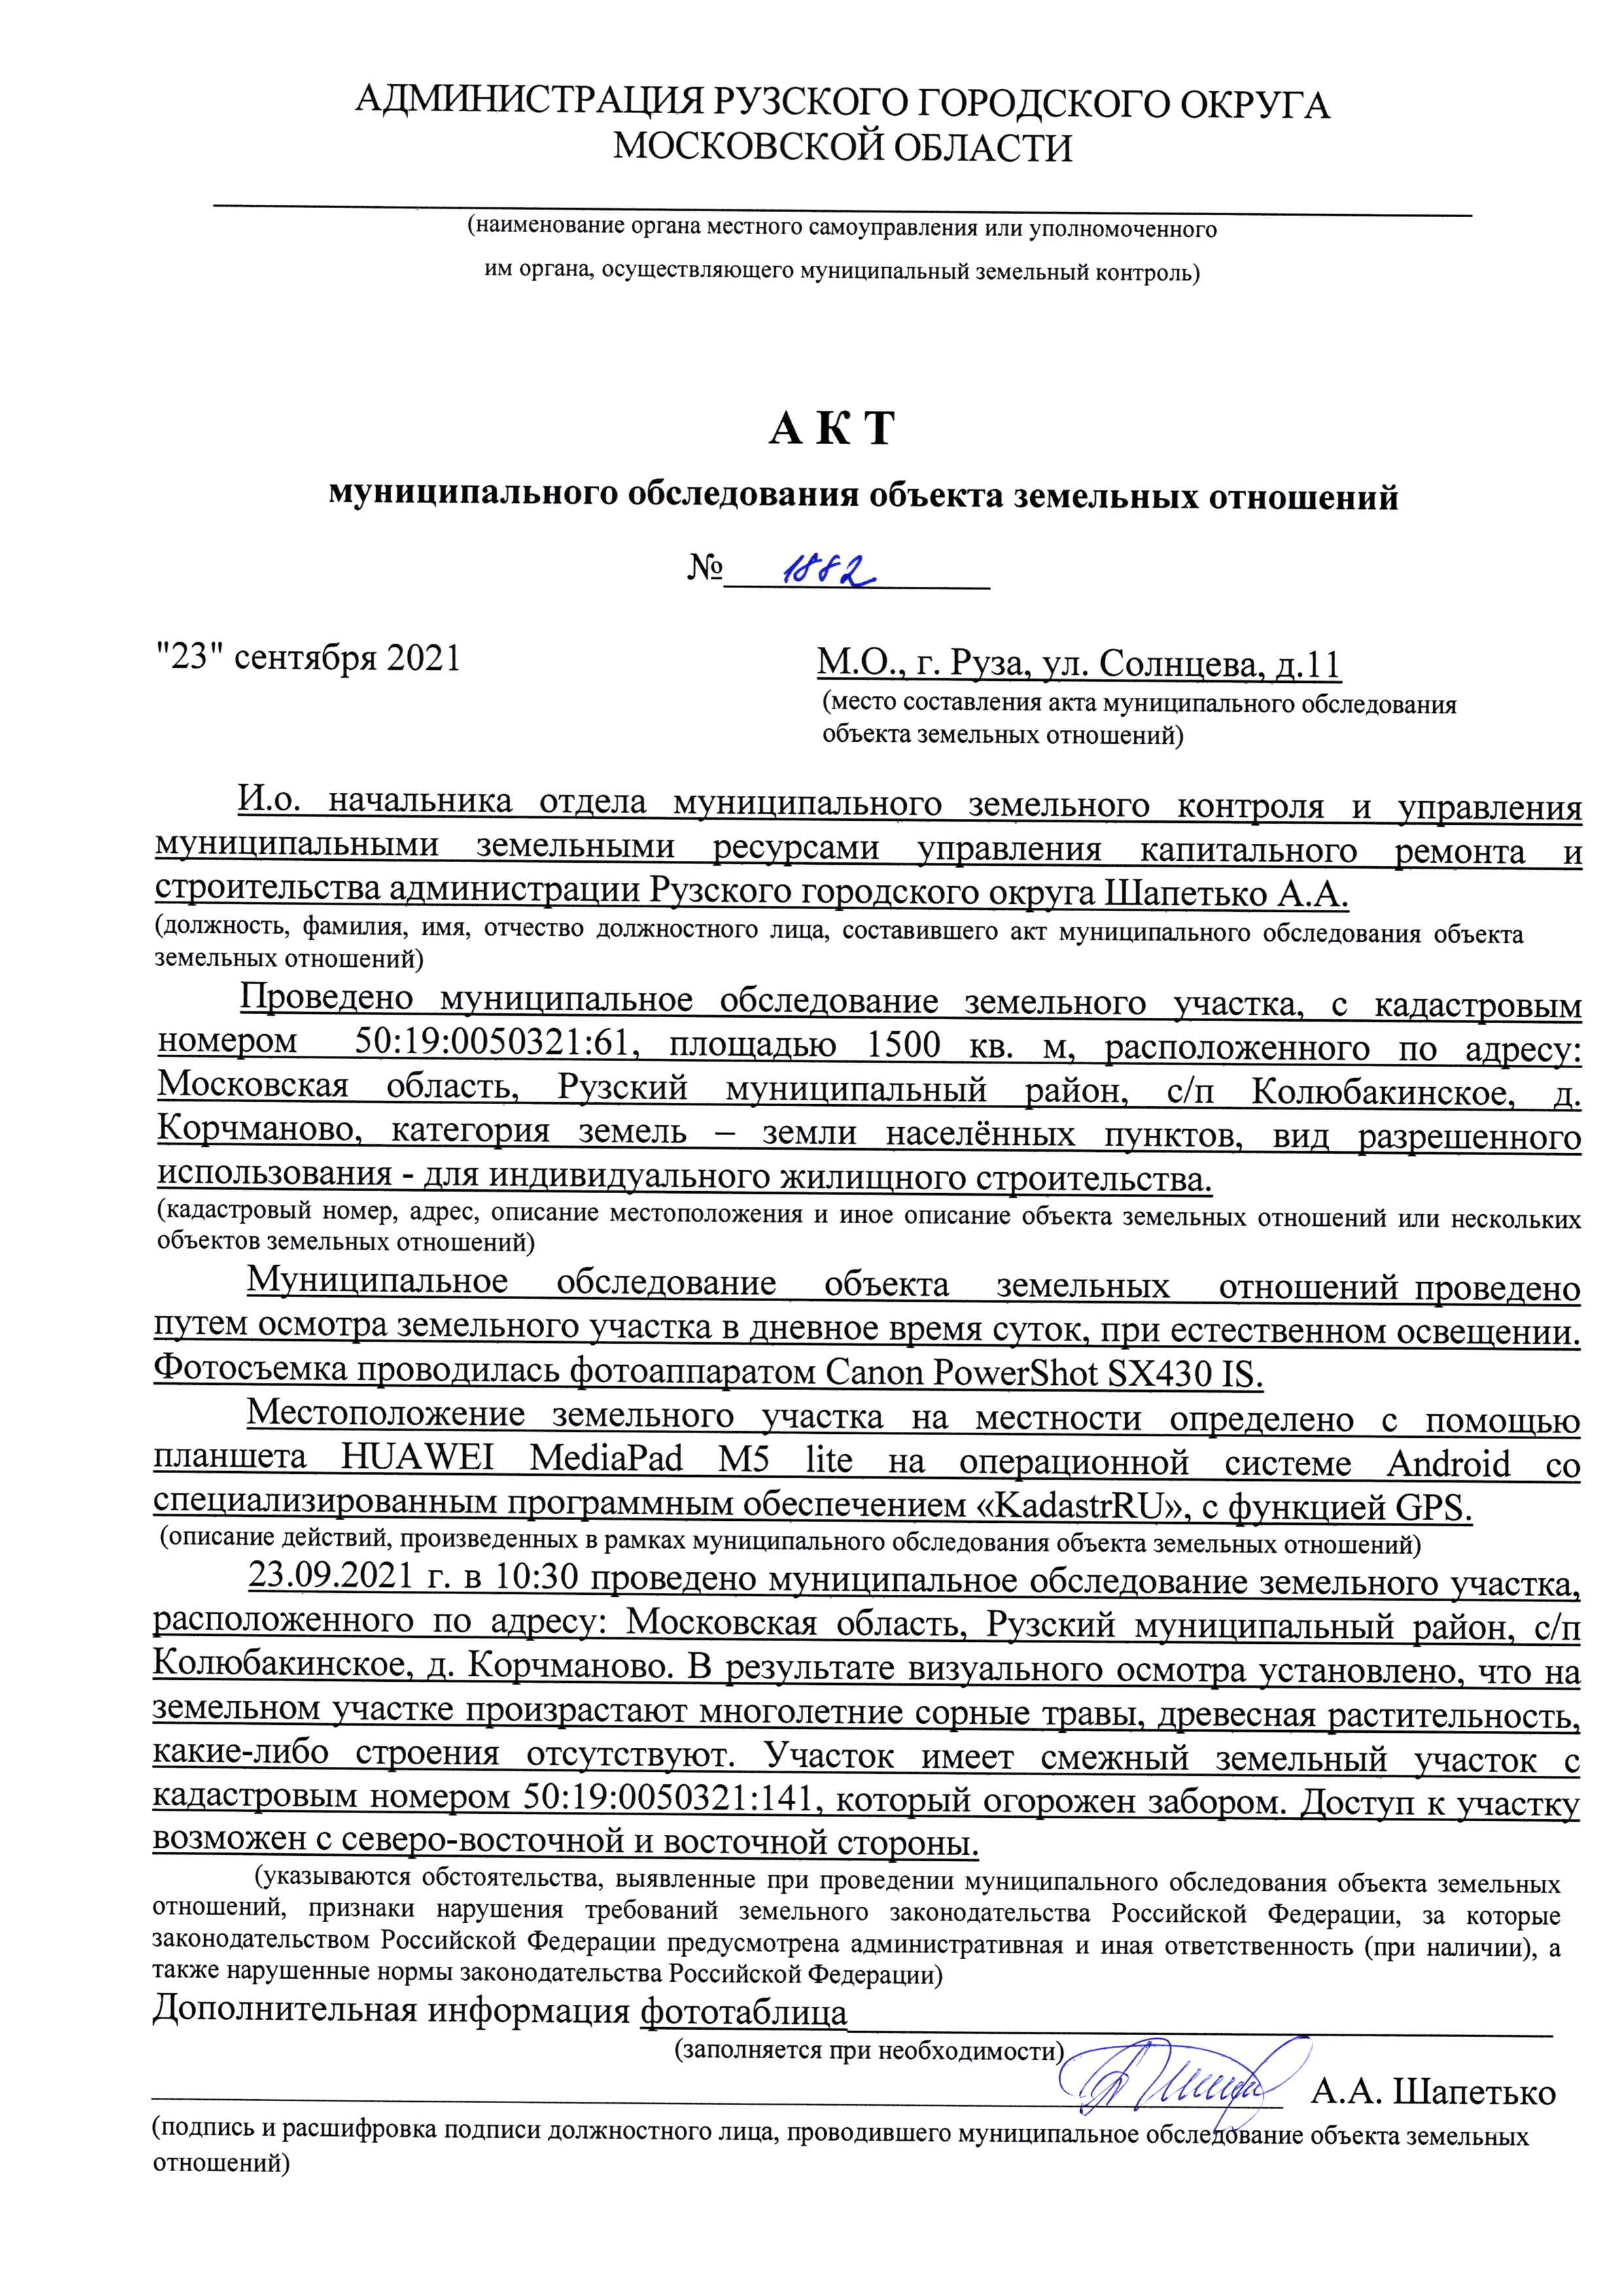 АДМИНИСТРАЦИЯ РУЗСКОГО ГОРОДСКОГО ОКРУГА
МОСКОВСКОЙ ОБЛАСТИ
(наименование органа местного самоуправления или уполномоченного
им органа, осуществляющего муниципальный земельный контроль)
А К Т
муниципального обследования объекта земельных отношений
№ 1882
"23" сентября 2021
М.О., г. Руза, ул. Солнцева, д.11
(место составления акта муниципального обследования
объекта земельных отношений)
И.о. начальника отдела муниципального земельного контроля и управления
муниципальными земельными ресурсами управления капитального ремонта и
строительства администрации Рузского городского округа Шапетько А.А.
(должность, фамилия, имя, отчество должностного лица, составившего акт муниципального обследования объекта
земельных отношений)
Проведено муниципальное обследование земельного участка, с кадастровым
номером 50:19:0050321:61, площадью 1500 кв. м, расположенного по адресу:
Московская область, Рузский муниципальный район, с/п Колюбакинское, д.
Корчманово, категория земель – земли населённых пунктов, вид разрешенного
использования - для индивидуального жилищного строительства.
(кадастровый номер, адрес, описание местоположения и иное описание объекта земельных отношений или нескольких
объектов земельных отношений)
Муниципальное обследование объекта земельных отношений проведено
путем осмотра земельного участка в дневное время суток, при естественном освещении.
Фотосъемка проводилась фотоаппаратом Canon PowerShot SX430 IS.
Местоположение земельного участка на местности определено с помощью
планшета HUAWEI MediaPad M5 lite на операционной системе Android со
специализированным программным обеспечением «KadastrRU», с функцией GPS.
(описание действий, произведенных в рамках муниципального обследования объекта земельных отношений)
23.09.2021 г. в 10:30 проведено муниципальное обследование земельного участка,
расположенного по адресу: Московская область, Рузский муниципальный район, с/п
Колюбакинское, д. Корчманово. В результате визуального осмотра установлено, что на
земельном участке произрастают многолетние сорные травы, древесная растительность,
какие-либо строения отсутствуют. Участок имеет смежный земельный участок с
кадастровым номером 50:19:0050321:141, который огорожен забором. Доступ к участку
возможен с северо-восточной и восточной стороны.
(указываются обстоятельства, выявленные при проведении муниципального обследования объекта земельных
отношений, признаки нарушения требований земельного законодательства Российской Федерации, за которые
законодательством Российской Федерации предусмотрена административная и иная ответственность (при наличии), а
также нарушенные нормы законодательства Российской Федерации)
Дополнительная информация фототаблица
(заполняется при необходимости)
А.А. Шапетько
(подпись и расшифровка подписи должностного лица, проводившего муниципальное обследование объекта земельных
отношений)